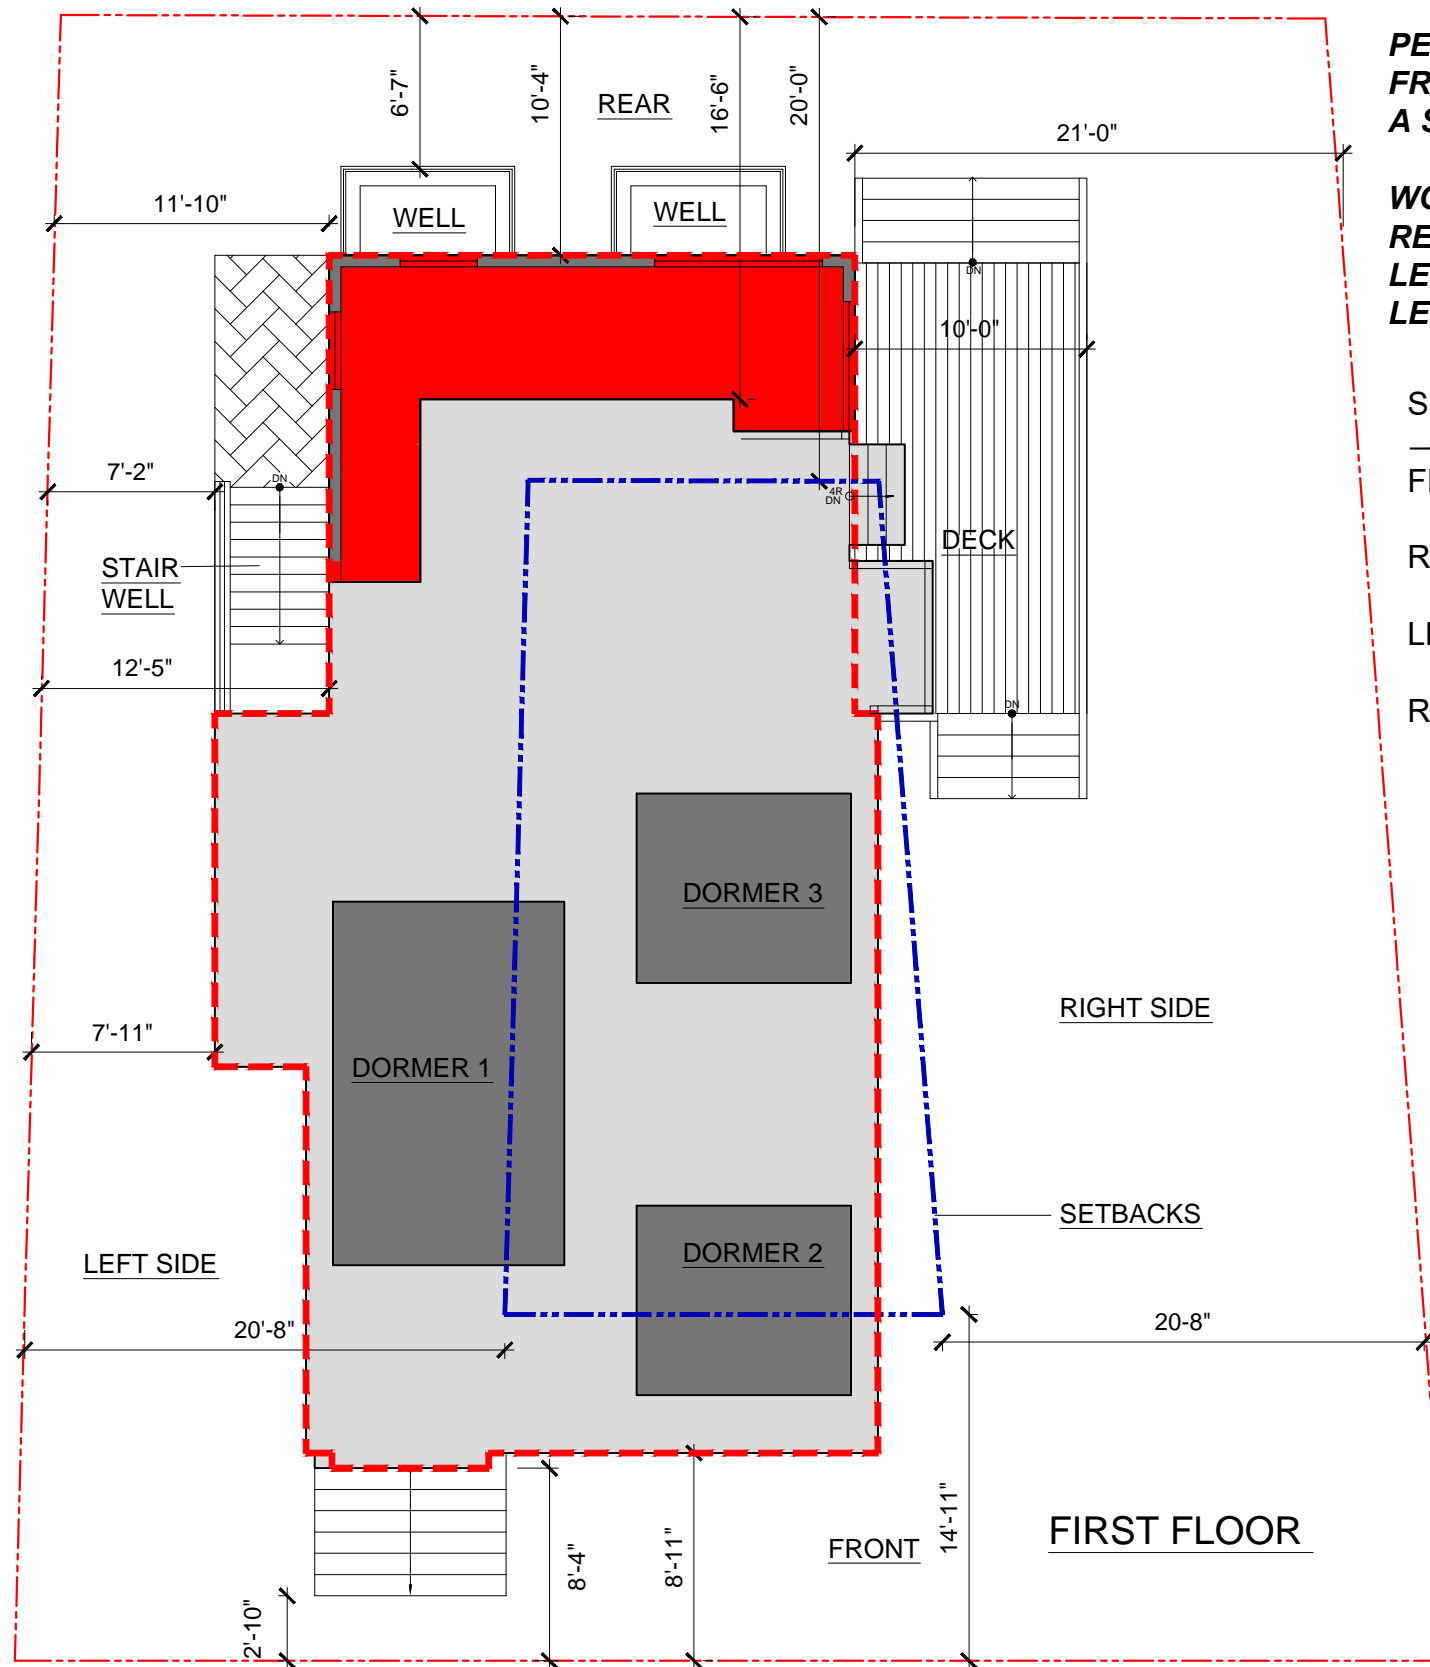 PE
FR
A S
6'-7"
10'-4"
16'-6"
20'-0"
REAR
21'-0"
11'-10"
WELL
WELL
WO
RE
LE
LE
DN
10'-0"
S
7'-2"
DN
4R
DN
FI
DECK
STAIR
WELL
R
12'-5"
LI
DN
R
DORMER 3
RIGHT SIDE
7'-11"
DORMER 1
SETBACKS
LEFT SIDE
DORMER 2
20'-8"
20-8"
14'-11"
FIRST FLOOR
FRONT
8'-4"
8'-11"
2'-10"